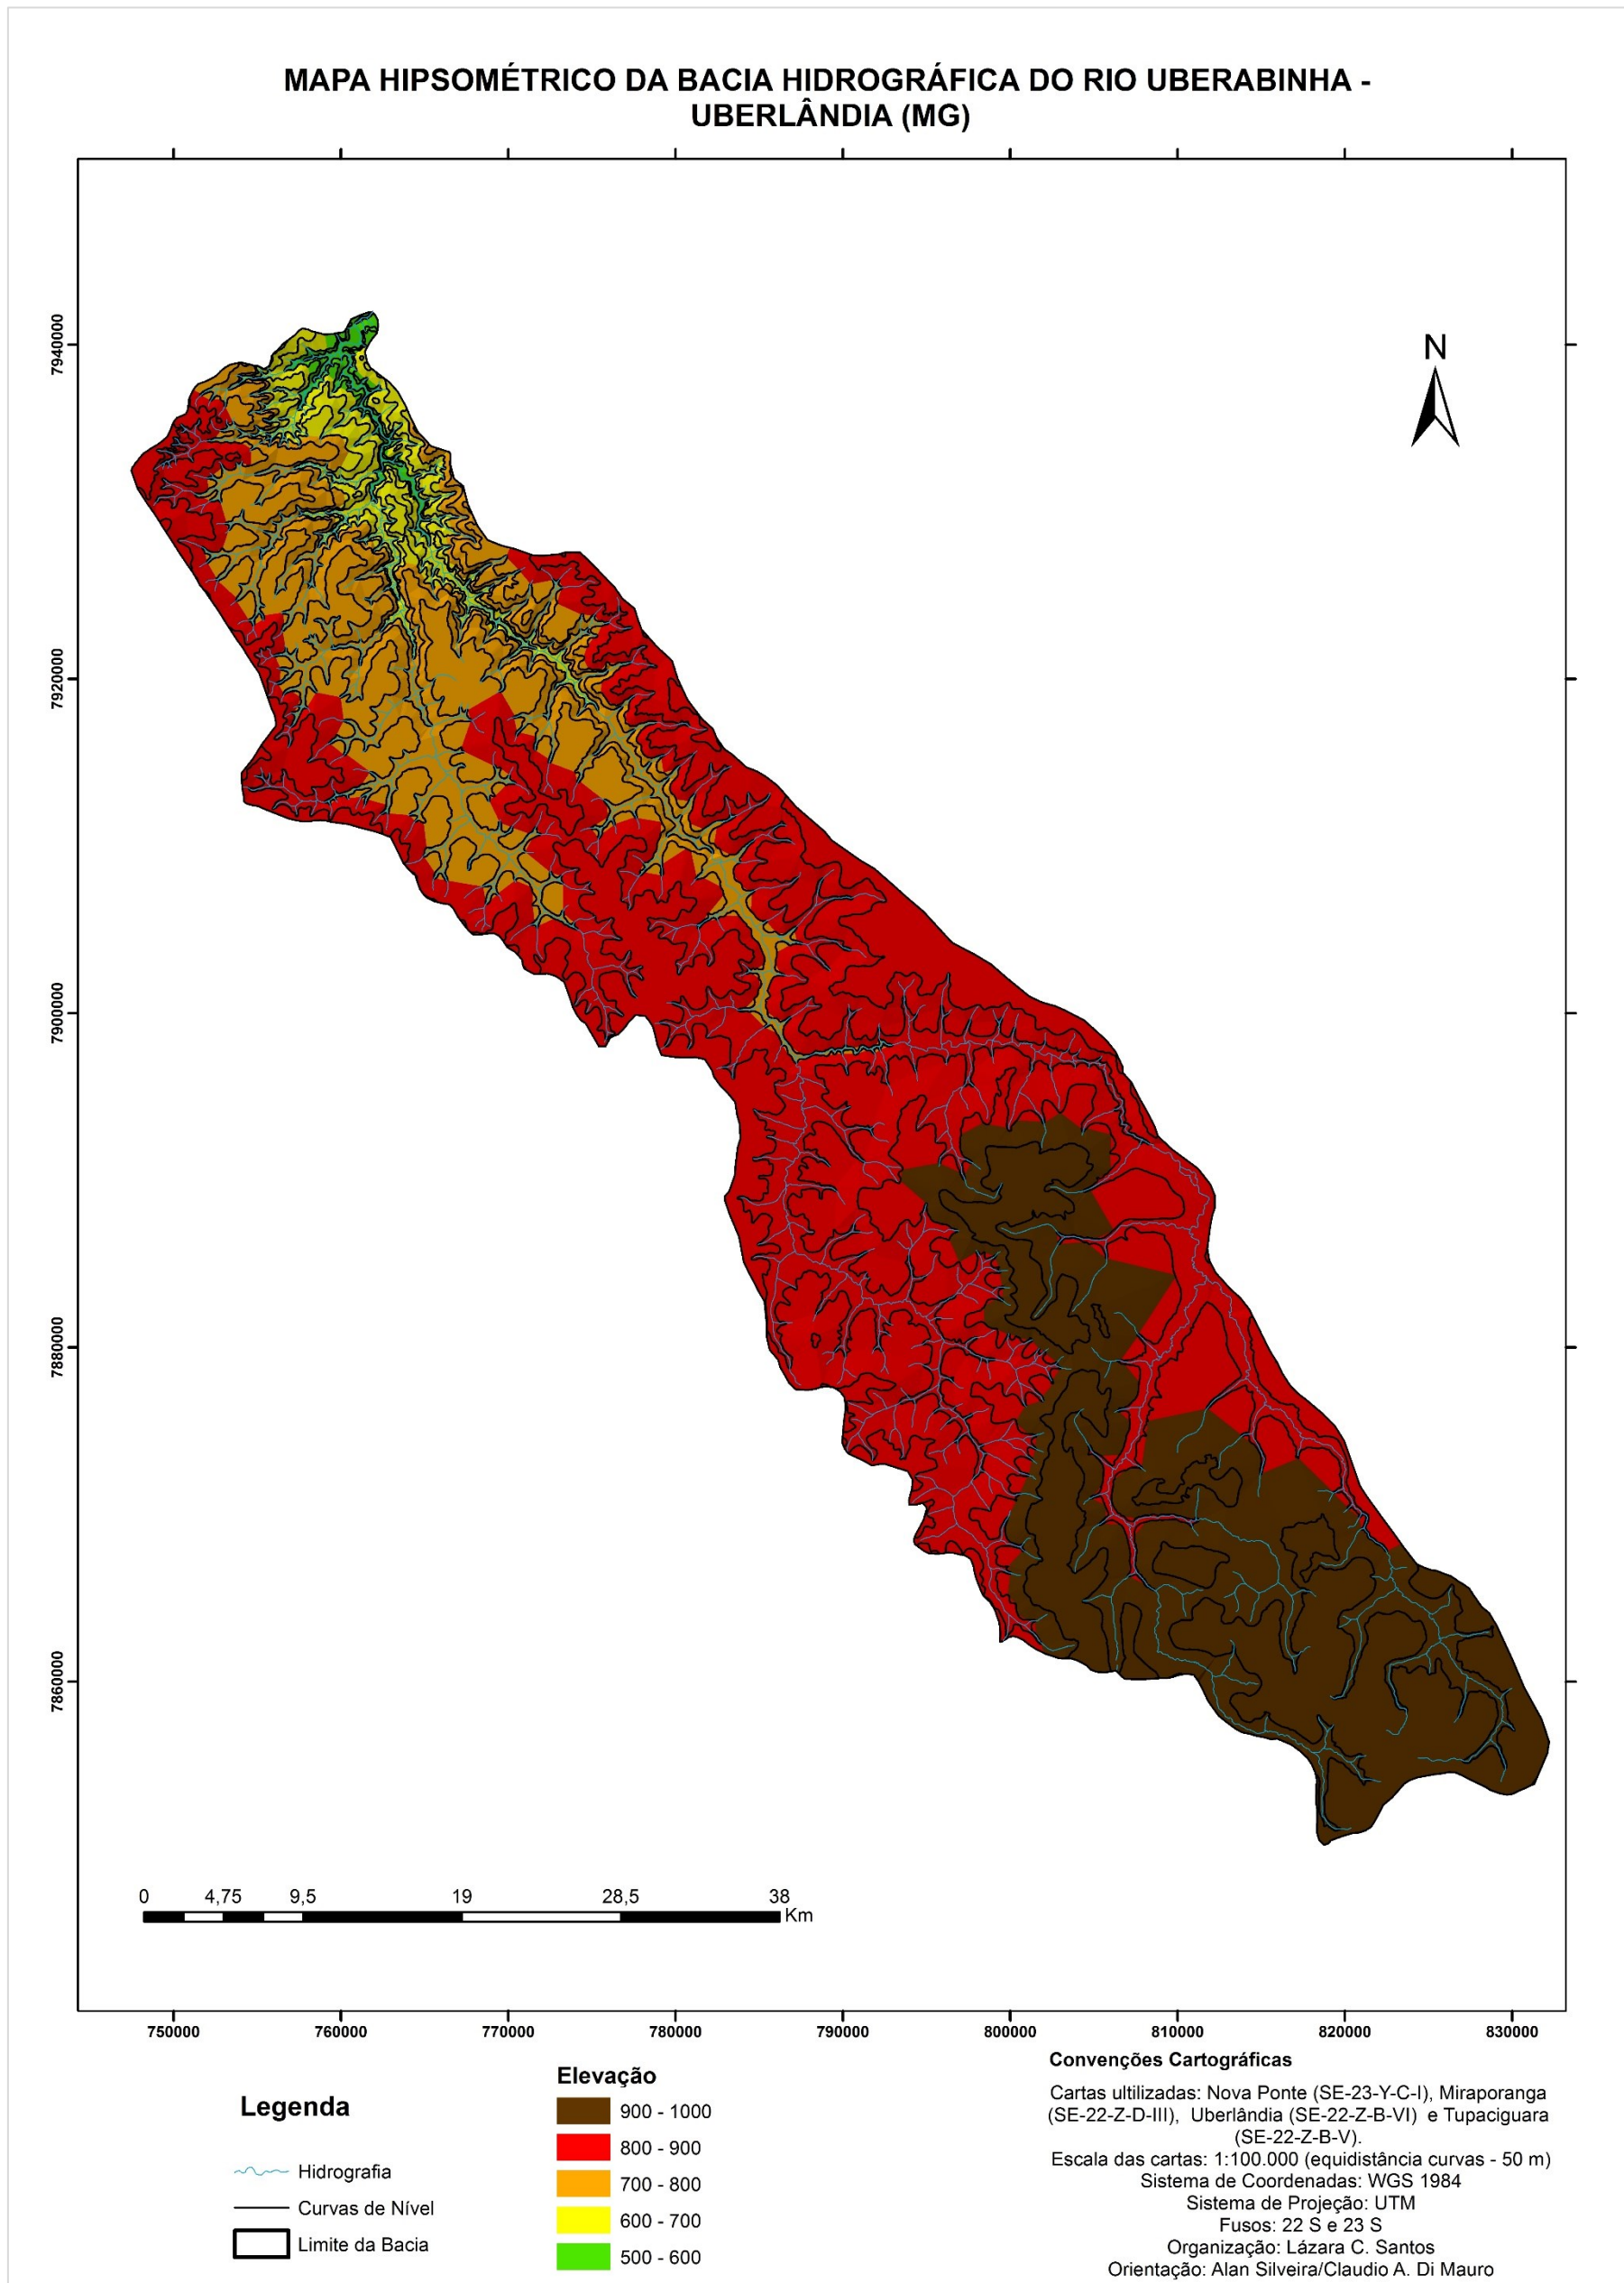 MAPA HIPSOMÉTRICO DA BACIA HIDROGRÁFICA DO RIO UBERABINHA -
UBERLÂNDIA (MG)
7940000
7920000
7900000
7880000
7860000
N
0 4,75 9,5 19 28,5 38
Km
750000 760000 770000 780000 790000 800000 810000 820000 830000
Legenda
Hidrografia
Curvas de Nível
Limite da Bacia
Elevação
900 - 1000
800 - 900
700 - 800
600 - 700
500 - 600
Convenções Cartográficas
Cartas ultilizadas: Nova Ponte (SE-23-Y-C-I), Miraporanga
(SE-22-Z-D-III), Uberlândia (SE-22-Z-B-VI) e Tupaciguara
(SE-22-Z-B-V).
Escala das cartas: 1:100.000 (equidistância curvas - 50 m)
Sistema de Coordenadas: WGS 1984
Sistema de Projeção: UTM
Fusos: 22 S e 23 S
Organização: Lázara C. Santos
Orientação: Alan Silveira/Claudio A. Di Mauro